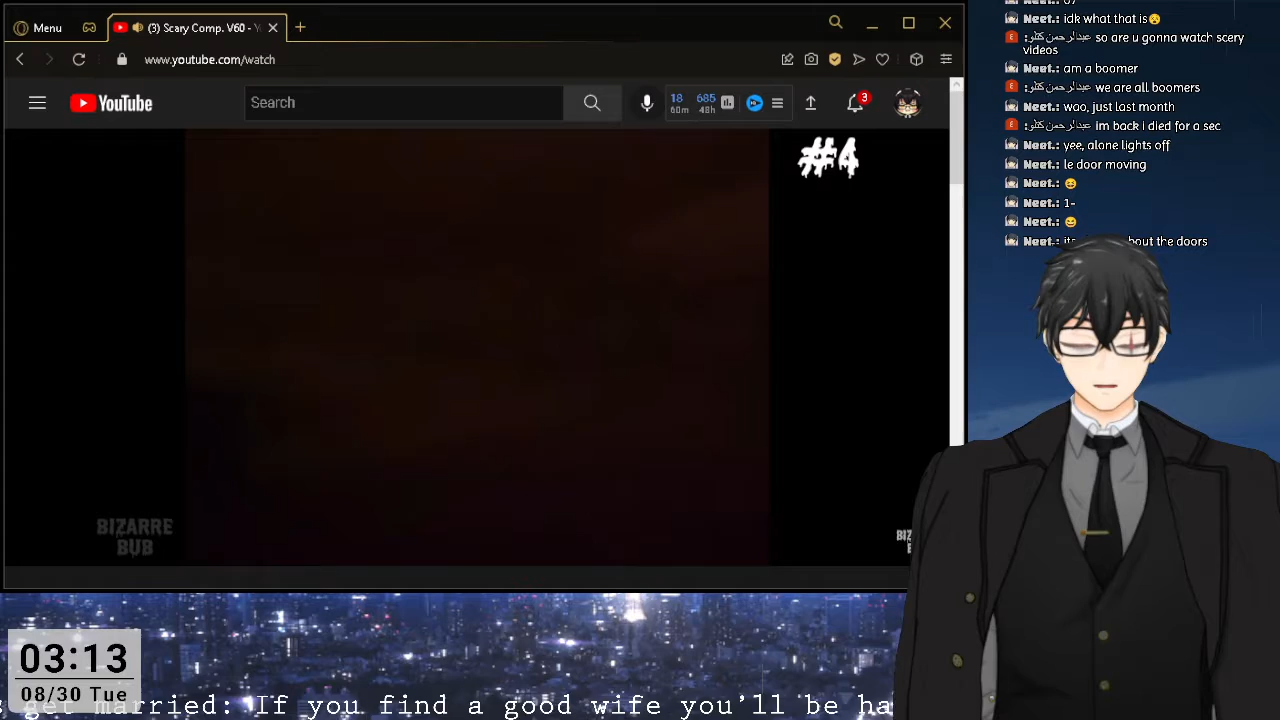 Menu
(3) Scary Comp. V60 - Y
www.youtube.com/watch
YouTube
Search
18
60m
685
48h
3
#4
BIZARRE
BUB
Neet.: idk what that is😧
عبدالرحمن كتلو: so are u gonna watch scery
videos
Neet.: am a boomer
عبدالرحمن كتلو: we are all boomers
Neet.: wao, just last month
عبدالرحمن كتلو: im back i died for a sec
Neet.: yee, alone lights off
Neet.: le door moving
Neet.: 😆
Neet.: 1-
Neet.: 😆
Neet.: the doors
03:13
08/30 Tue
get married: If you find a good wife you'll be ha